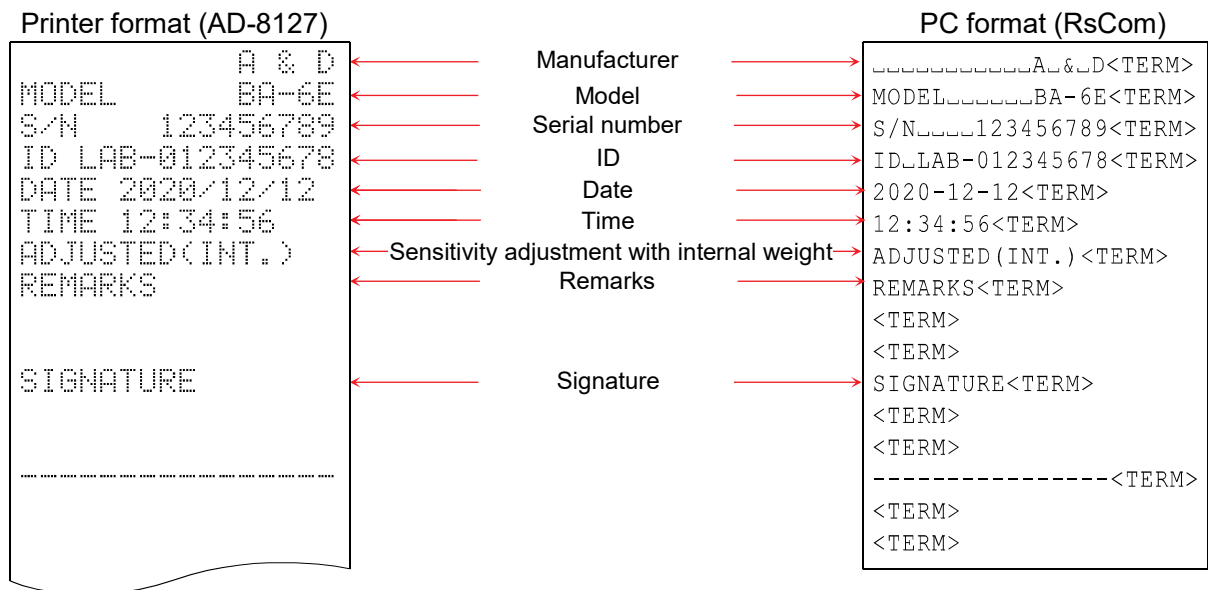 Printer format (AD-8127)
A & D
MODEL BA-6E
S/N 123456789
ID LAB-012345678
DATE 2020/12/12
TIME 12:34:56
ADJUSTED(INT.)
REMARKS
SIGNATURE
----------------
Manufacturer
Model
Serial number
ID
Date
Time
Sensitivity adjustment with internal weight
Remarks
Signature
PC format (RsCom)
␣␣␣␣␣␣␣␣␣␣␣A␣&␣D<TERM>
MODEL␣␣␣␣␣␣BA-6E<TERM>
S/N␣␣␣␣123456789<TERM>
ID␣LAB-012345678<TERM>
2020-12-12<TERM>
12:34:56<TERM>
ADJUSTED(INT.)<TERM>
REMARKS<TERM>
<TERM>
<TERM>
SIGNATURE<TERM>
<TERM>
<TERM>
----------------<TERM>
<TERM>
<TERM>